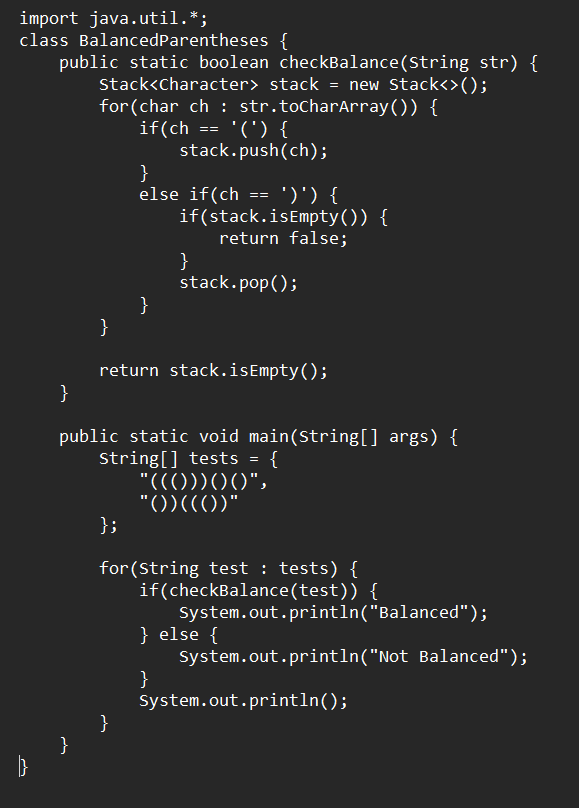 import java.util.*;
class BalancedParentheses {
    public static boolean checkBalance(String str) {
        Stack<Character> stack = new Stack<>();
        for(char ch : str.toCharArray()) {
            if(ch == '(') {
                stack.push(ch);
            }
            else if(ch == ')') {
                if(stack.isEmpty()) {
                    return false;
                }
                stack.pop();
            }
        }

        return stack.isEmpty();
    }

    public static void main(String[] args) {
        String[] tests = {
            "((()))()()",
            "())((())"
        };

        for(String test : tests) {
            if(checkBalance(test)) {
                System.out.println("Balanced");
            } else {
                System.out.println("Not Balanced");
            }
            System.out.println();
        }
    }
}